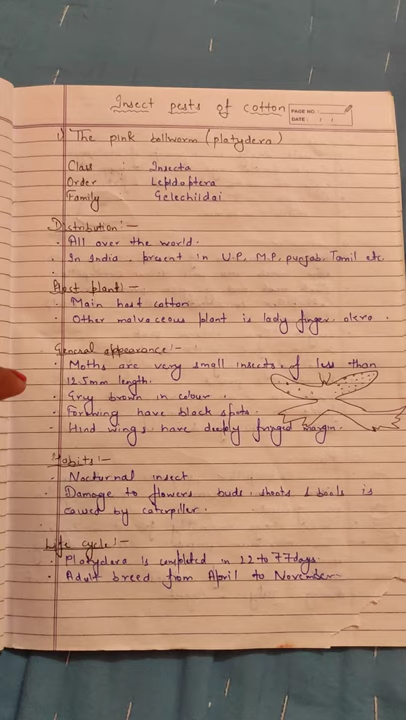 Insect pests of cotton
PAGE NO.
DATE: / /
1) The pink bollworm (platydera)
Class :- Insecta
Order Lepidoptera
Family Gelechiidai
Distribution :-
· All over the world.
· In India, present in U.P, M.P, punjab, Tamil etc.
Host plant :-
· Main host cotton
· Other malvaceous plant is lady finger, okra.
General appearance :-
· Moths are very small insects of less than
12.5mm length.
· Grey brown in colour.
· Forewing have black spots.
· Hind wings have deeply fringed margin.
Habits :-
· Nocturnal insect
· Damage to flowers buds, shoots & bools is
caused by caterpiller.
Life cycle :-
· Platydera is completed in 22 to 77 days.
· Adult breed from April to November.